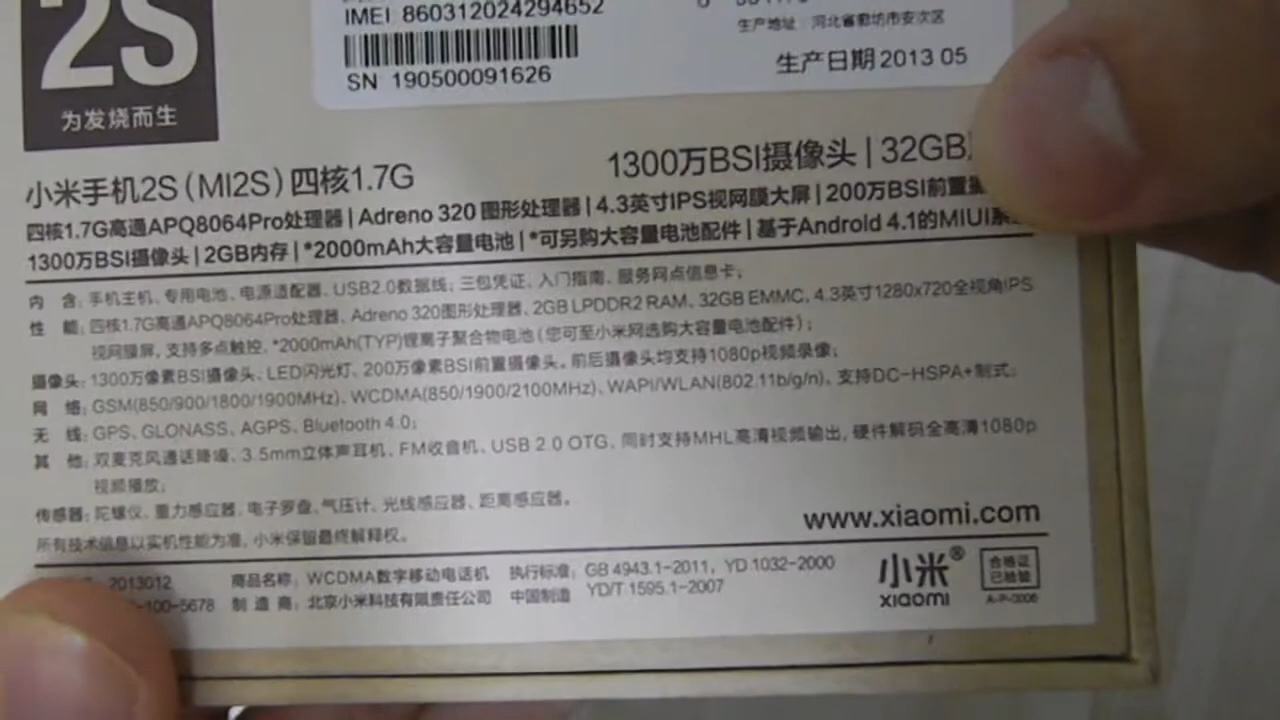 2S
为发烧而生
IMEI 860312024294652
SN 190500091626
生产地址：河北省廊坊市安次区
生产日期 2013 05
小米手机2S（MI2S）四核1.7G
1300万BSI摄像头 | 32GB
四核1.7G高通APQ8064Pro处理器 | Adreno 320 图形处理器 | 4.3英寸IPS视网膜大屏 | 200万BSI前置
1300万BSI摄像头 | 2GB内存 | *2000mAh大容量电池 | *可另购大容量电池配件 | 基于Android 4.1的MIUI系
内 含：手机主机、专用电池、电源适配器、USB2.0数据线；三包凭证、入门指南、服务网点信息卡；
性 能：四核1.7G高通APQ8064Pro处理器、Adreno 320图形处理器、2GB LPDDR2 RAM、32GB EMMC、4.3英寸1280x720全视角IPS
视网膜屏，支持多点触控，*2000mAh(TYP)锂离子聚合物电池（您可至小米网选购大容量电池配件）；
摄像头：1300万像素BSI摄像头、LED闪光灯、200万像素BSI前置摄像头，前后摄像头均支持1080p视频录像；
网 络：GSM(850/900/1800/1900MHz)、WCDMA(850/1900/2100MHz)、WAPI/WLAN(802.11b/g/n)、支持DC-HSPA+制式；
无 线：GPS、GLONASS、AGPS、Bluetooth 4.0；
其 他：双麦克风通话降噪、3.5mm立体声耳机、FM收音机、USB 2.0 OTG、同时支持MHL高清视频输出，硬件解码全高清1080p
视频播放；
传感器：陀螺仪、重力感应器、电子罗盘、气压计、光线感应器、距离感应器。
所有技术信息以实机性能为准，小米保留最终解释权。
www.xiaomi.com
2013012 商品名称：WCDMA数字移动电话机 执行标准：GB 4943.1-2011，YD 1032-2000
-100-5678 制 造 商：北京小米科技有限责任公司 中国制造 YD/T 1595.1-2007
小米®
xiaomi
合格证
已检验
A-P-0006